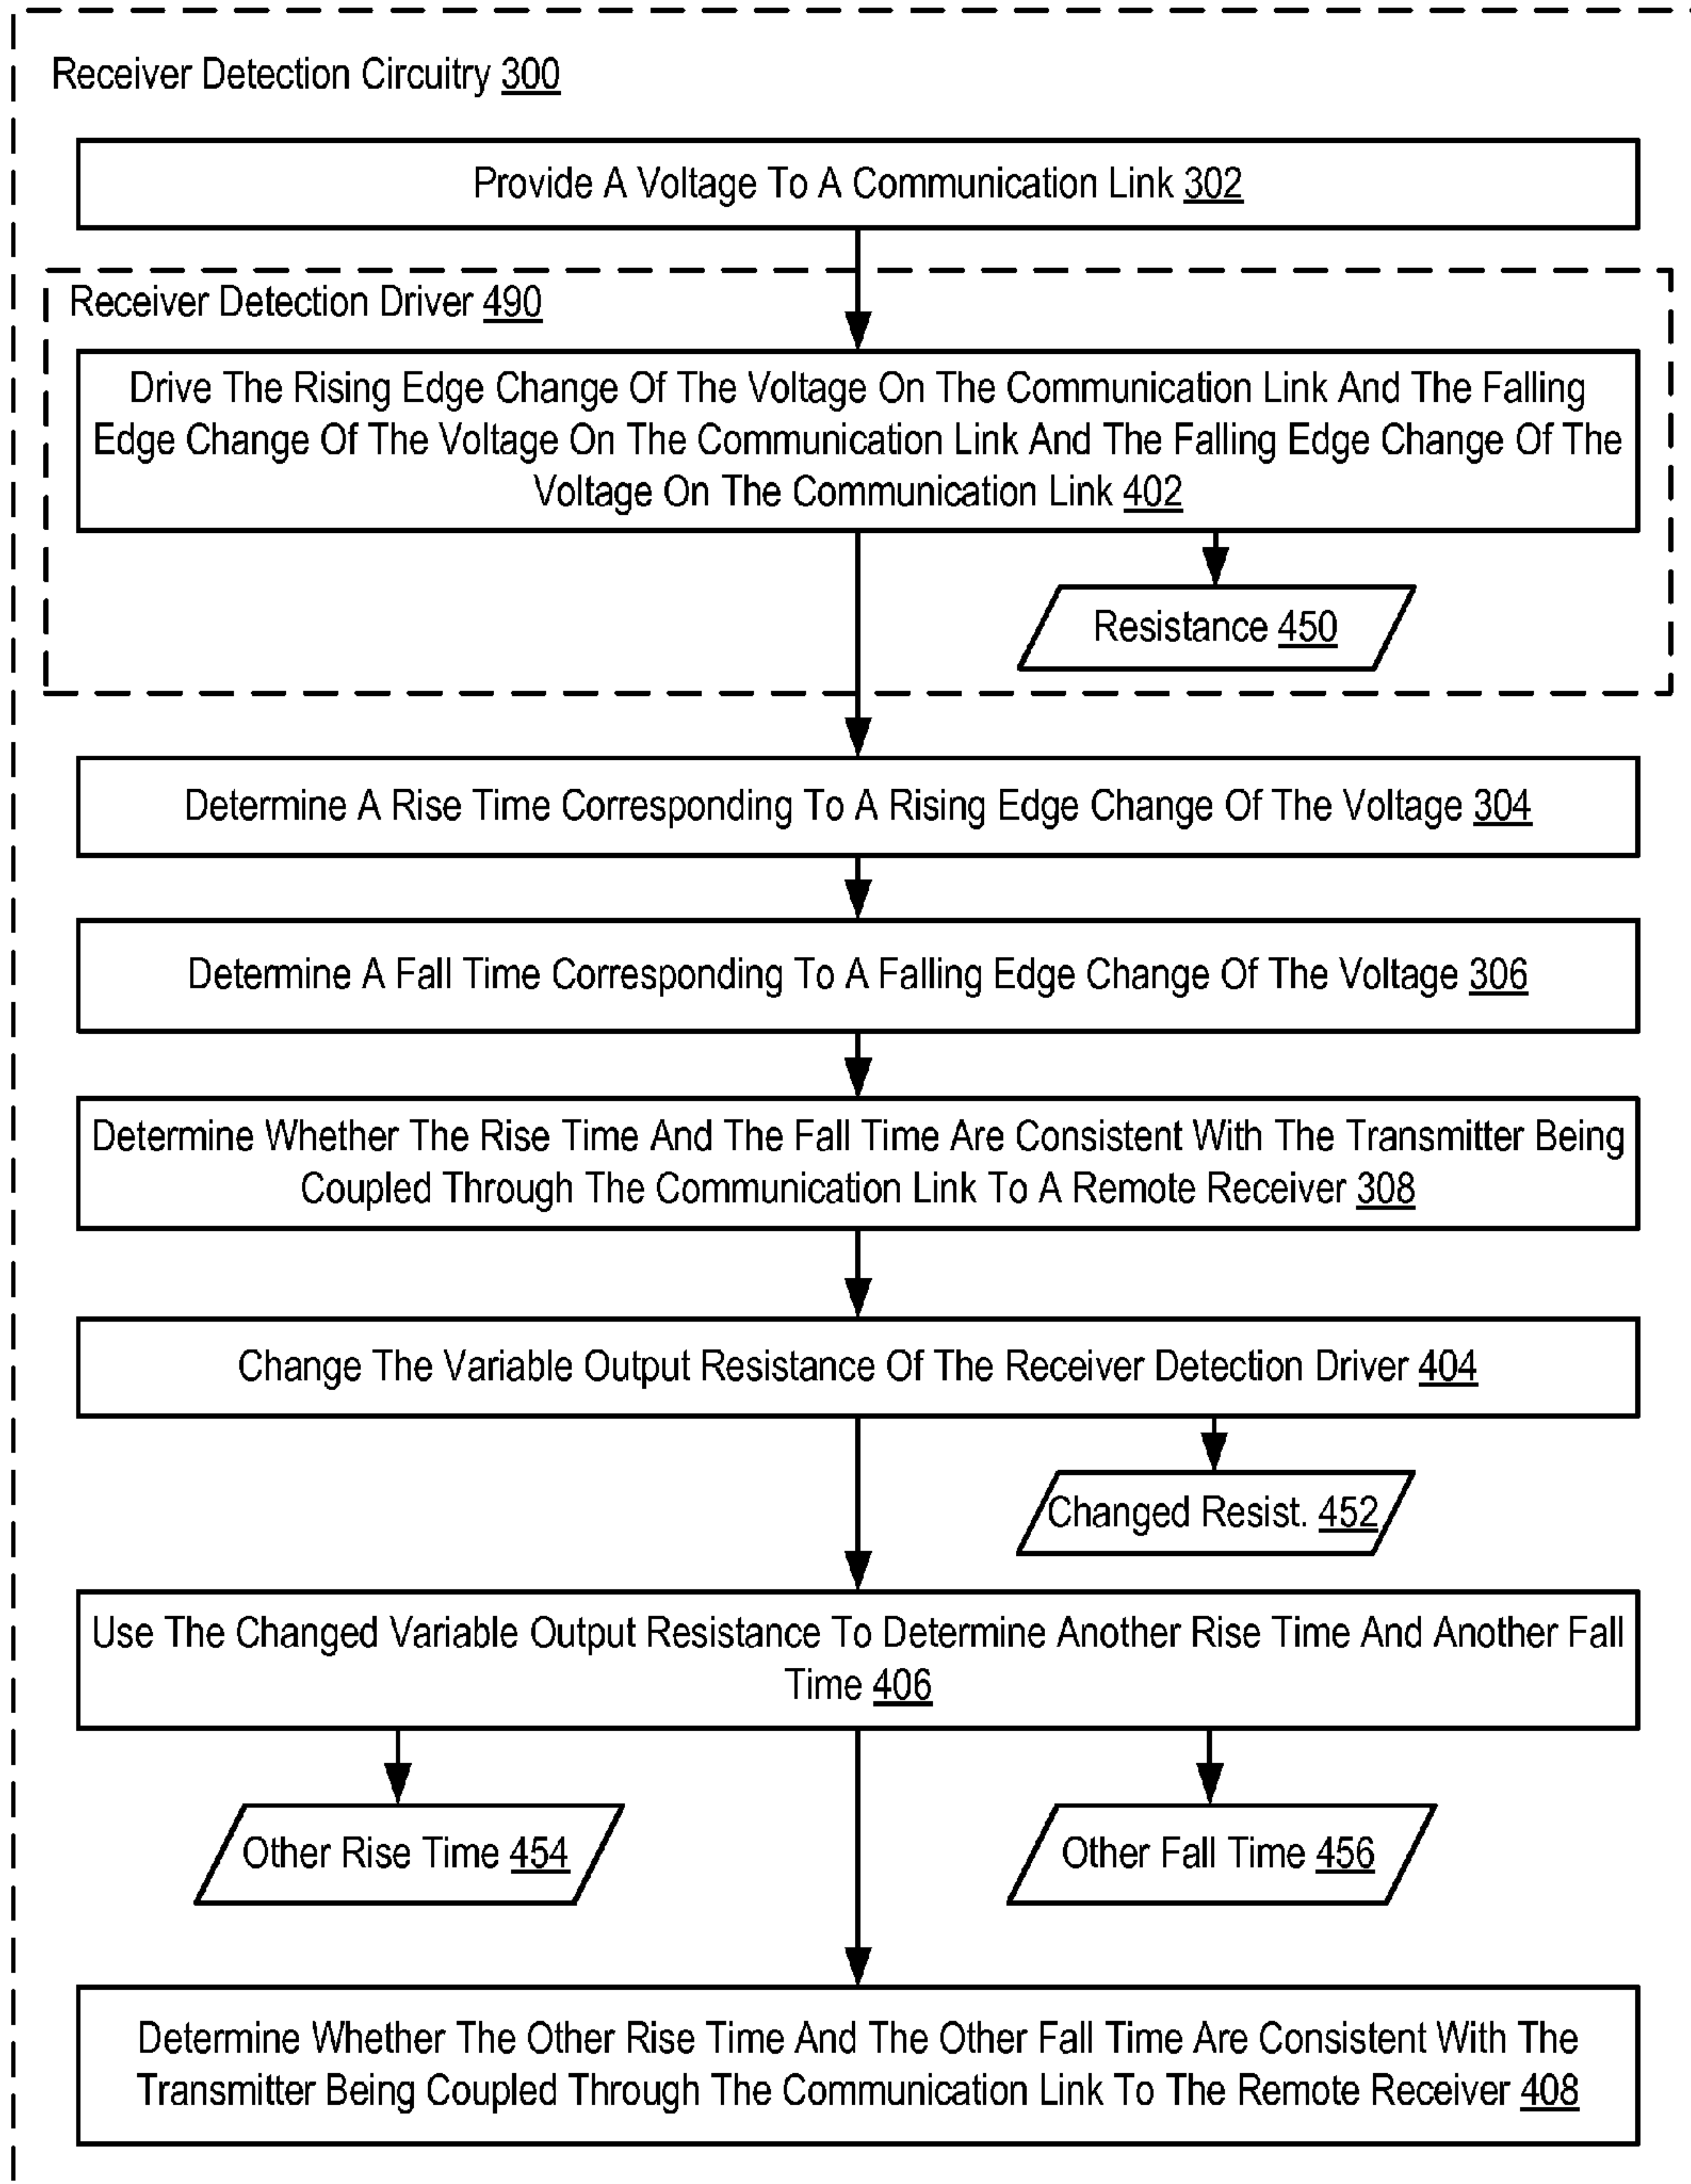 Receiver Detection Circuitry 300
Provide A Voltage To A Communication Link 302
Receiver Detection Driver 490
Drive The Rising Edge Change Of The Voltage On The Communication Link And The Falling
Edge Change Of The Voltage On The Communication Link And The Falling Edge Change Of The
Voltage On The Communication Link 402
Resistance 450
Determine A Rise Time Corresponding To A Rising Edge Change Of The Voltage 304
Determine A Fall Time Corresponding To A Falling Edge Change Of The Voltage 306
Determine Whether The Rise Time And The Fall Time Are Consistent With The Transmitter Being
Coupled Through The Communication Link To A Remote Receiver 308
Change The Variable Output Resistance Of The Receiver Detection Driver 404
Changed Resist. 452
Use The Changed Variable Output Resistance To Determine Another Rise Time And Another Fall
Time 406
Other Rise Time 454
Other Fall Time 456
Determine Whether The Other Rise Time And The Other Fall Time Are Consistent With The
Transmitter Being Coupled Through The Communication Link To The Remote Receiver 408